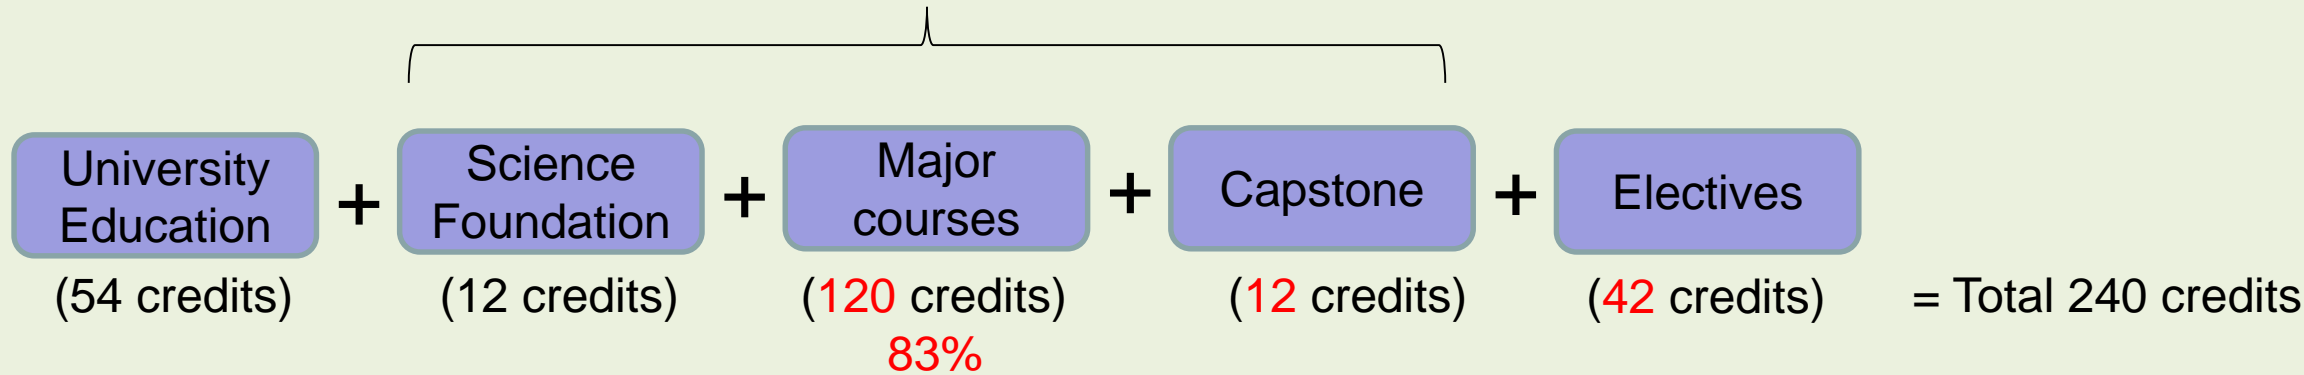 University
Education
+
Science
Foundation
+
Major
courses
+
Capstone
+
Electives
(54 credits)
(12 credits)
(120 credits)
(12 credits)
(42 credits)
= Total 240 credits
83%